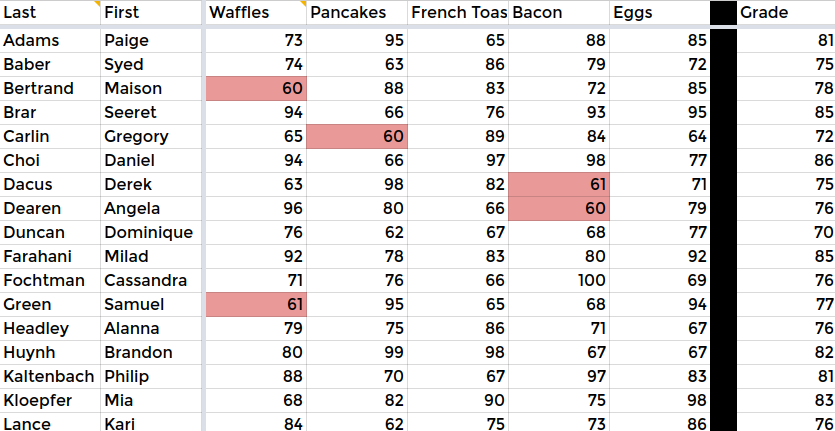 Last First Waffles Pancakes French Toas Bacon Eggs Grade
Adams Paige 73 95 65 88 85 81
Baber Syed 74 63 86 79 72 75
Bertrand Maison 60 88 83 72 85 78
Brar Seeret 94 66 76 93 95 85
Carlin Gregory 65 60 89 84 64 72
Choi Daniel 94 66 97 98 77 86
Dacus Derek 63 98 82 61 71 75
Dearen Angela 96 80 66 60 79 76
Duncan Dominique 76 62 67 68 77 70
Farahani Milad 92 78 83 80 92 85
Fochtman Cassandra 71 76 66 100 69 76
Green Samuel 61 95 65 68 94 77
Headley Alanna 79 75 86 71 67 76
Huynh Brandon 80 99 98 67 67 82
Kaltenbach Philip 88 70 67 97 83 81
Kloepfer Mia 68 82 90 75 98 83
Lance Kari 84 62 75 73 86 76